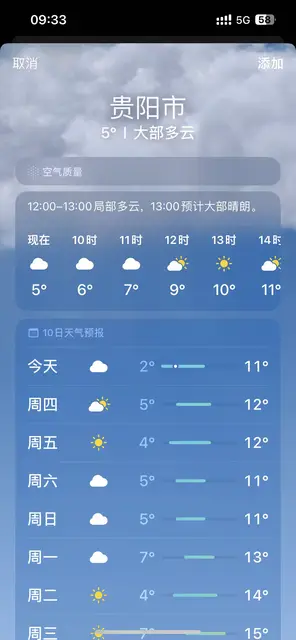 09:33
5G 58
取消
添加
贵阳市
5° | 大部多云
空气质量
12:00–13:00局部多云，13:00预计大部晴朗。
现在 10时 11时 12时 13时 14时
5° 6° 7° 9° 10° 11°
10日天气预报
今天 2° 11°
周四 5° 12°
周五 4° 12°
周六 5° 11°
周日 5° 11°
周一 7° 13°
周二 4° 14°
周三 7° 15°